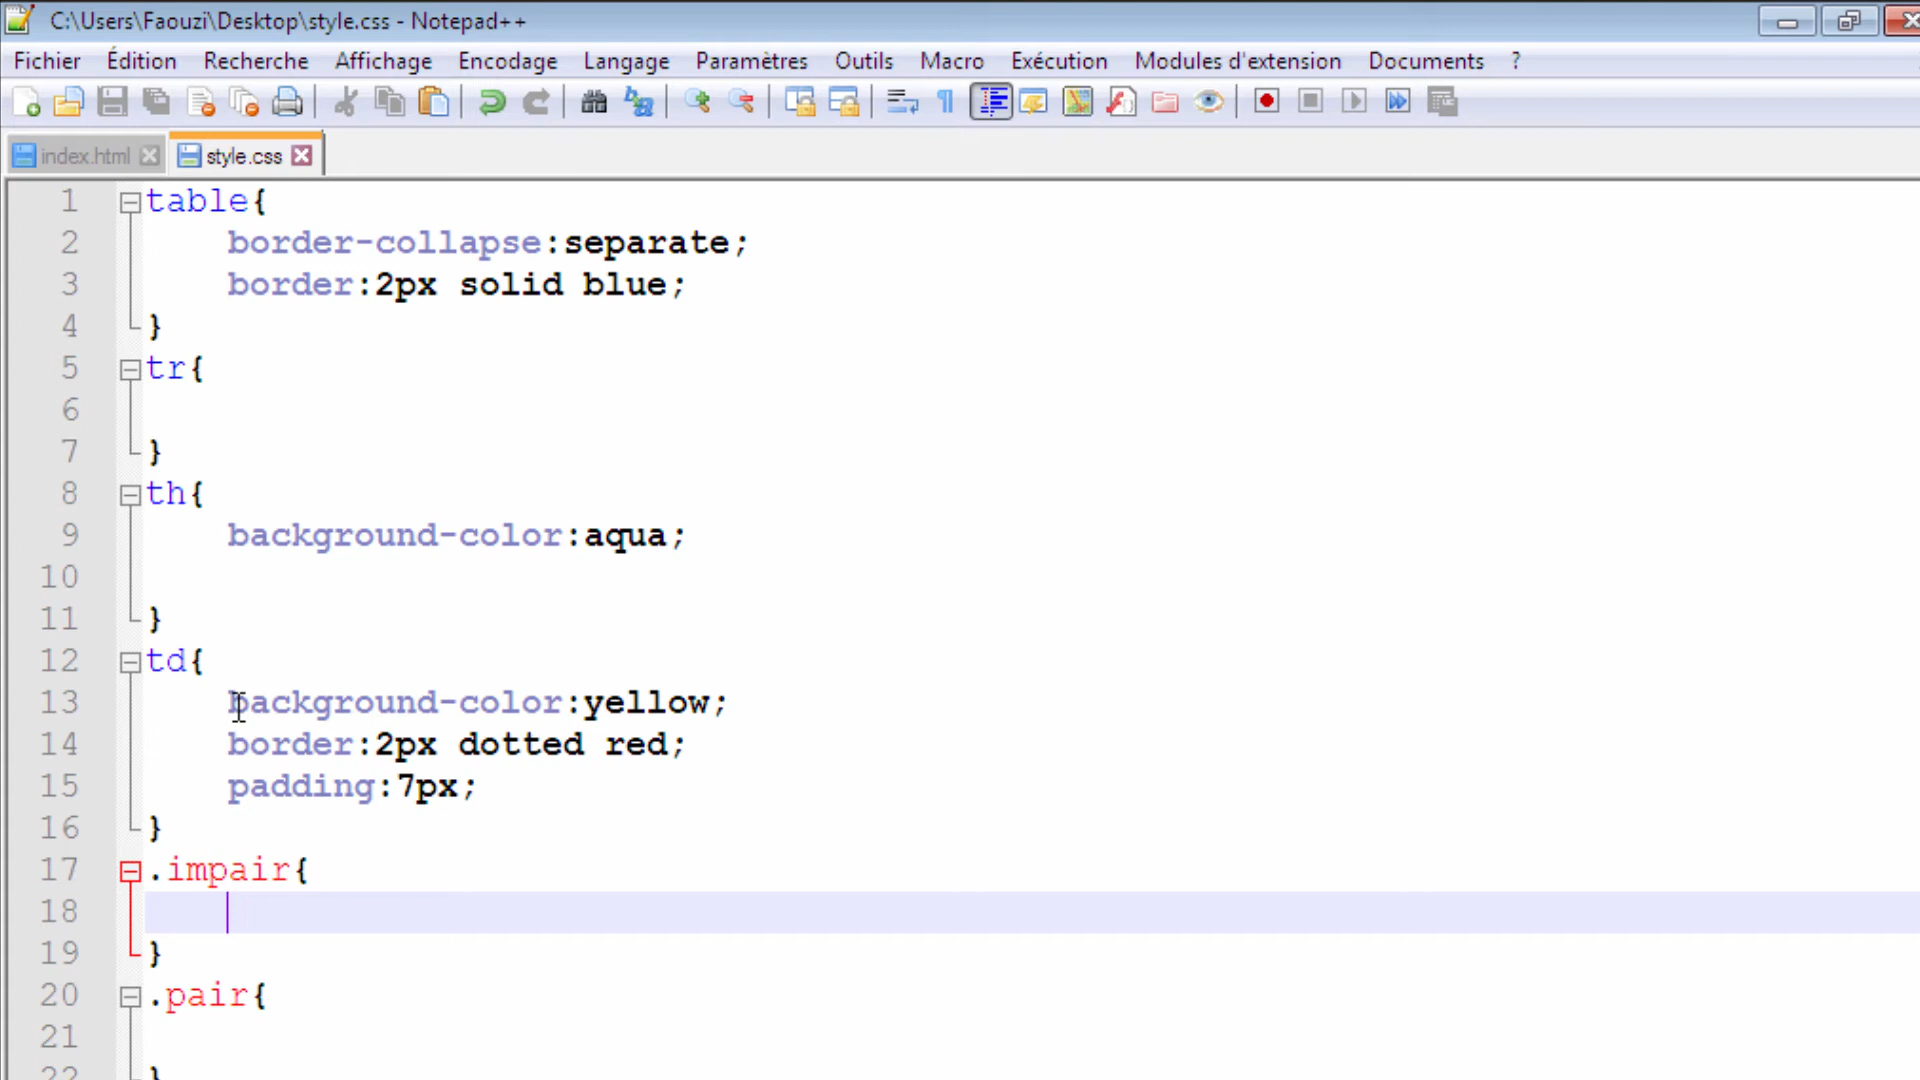 C:\Users\Faouzi\Desktop\style.css - Notepad++
Fichier Édition Recherche Affichage Encodage Langage Paramètres Outils Macro Exécution Modules d'extension Documents ?
index.html style.css
1 table{
2 border-collapse:separate;
3 border:2px solid blue;
4 }
5 tr{
6
7 }
8 th{
9 background-color:aqua;
10
11 }
12 td{
13 background-color:yellow;
14 border:2px dotted red;
15 padding:7px;
16 }
17 .impair{
18
19 }
20 .pair{
21
22 }